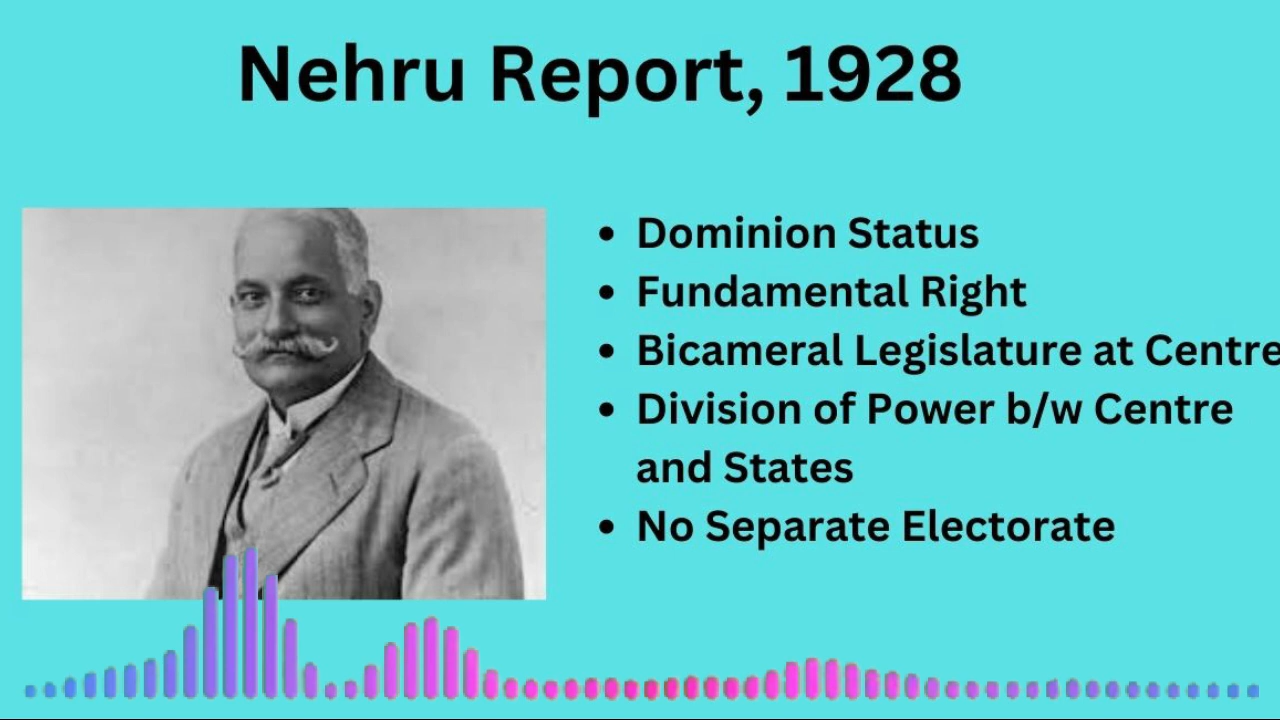 Nehru Report, 1928
• Dominion Status
• Fundamental Right
• Bicameral Legislature at Centre
• Division of Power b/w Centre
and States
• No Separate Electorate